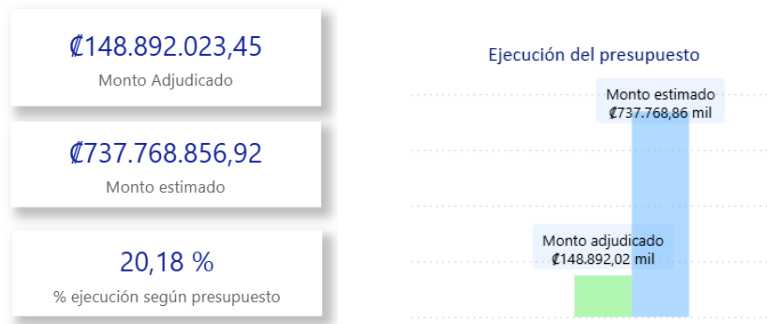 ₡148.892.023,45
Monto Adjudicado
₡737.768.856,92
Monto estimado
20,18 %
% ejecución según presupuesto
Ejecución del presupuesto
Monto estimado
₡737.768,86 mil
Monto adjudicado
₡148.892,02 mil